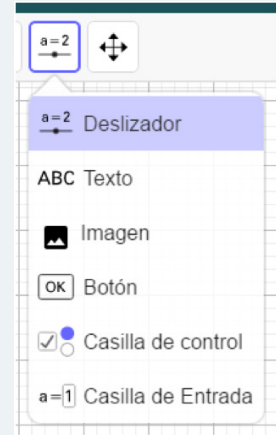 a=2
a=2 Deslizador
ABC Texto
Imagen
OK Botón
Casilla de control
a=1 Casilla de Entrada